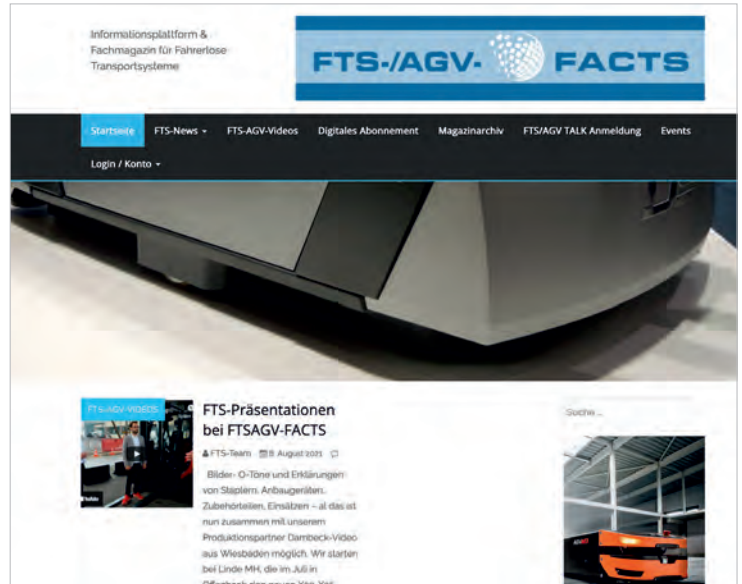 Informationsplattform &
Fachmagazin für Fahrerlose
Transportsysteme
FTS-/AGV- FACTS
Startseite FTS-News FTS-AGV-Videos Digitales Abonnement Magazinarchiv FTS/AGV TALK Anmeldung Events
Login / Konto
FTS-/AGV-VIDEOS
FTS-Präsentationen
bei FTSAGV-FACTS
FTS-Team 8. August 2021
Bilder- O-Töne und Erklärungen
von Staplern, Anbaugeräten,
Zubehörteilen, Einsätzen – al das ist
nun zusammen mit unserem
Produktionspartner Dambeck-Video
aus Wiesbaden möglich. Wir starten
bei Linde MH, die im Juli in
Suche ...